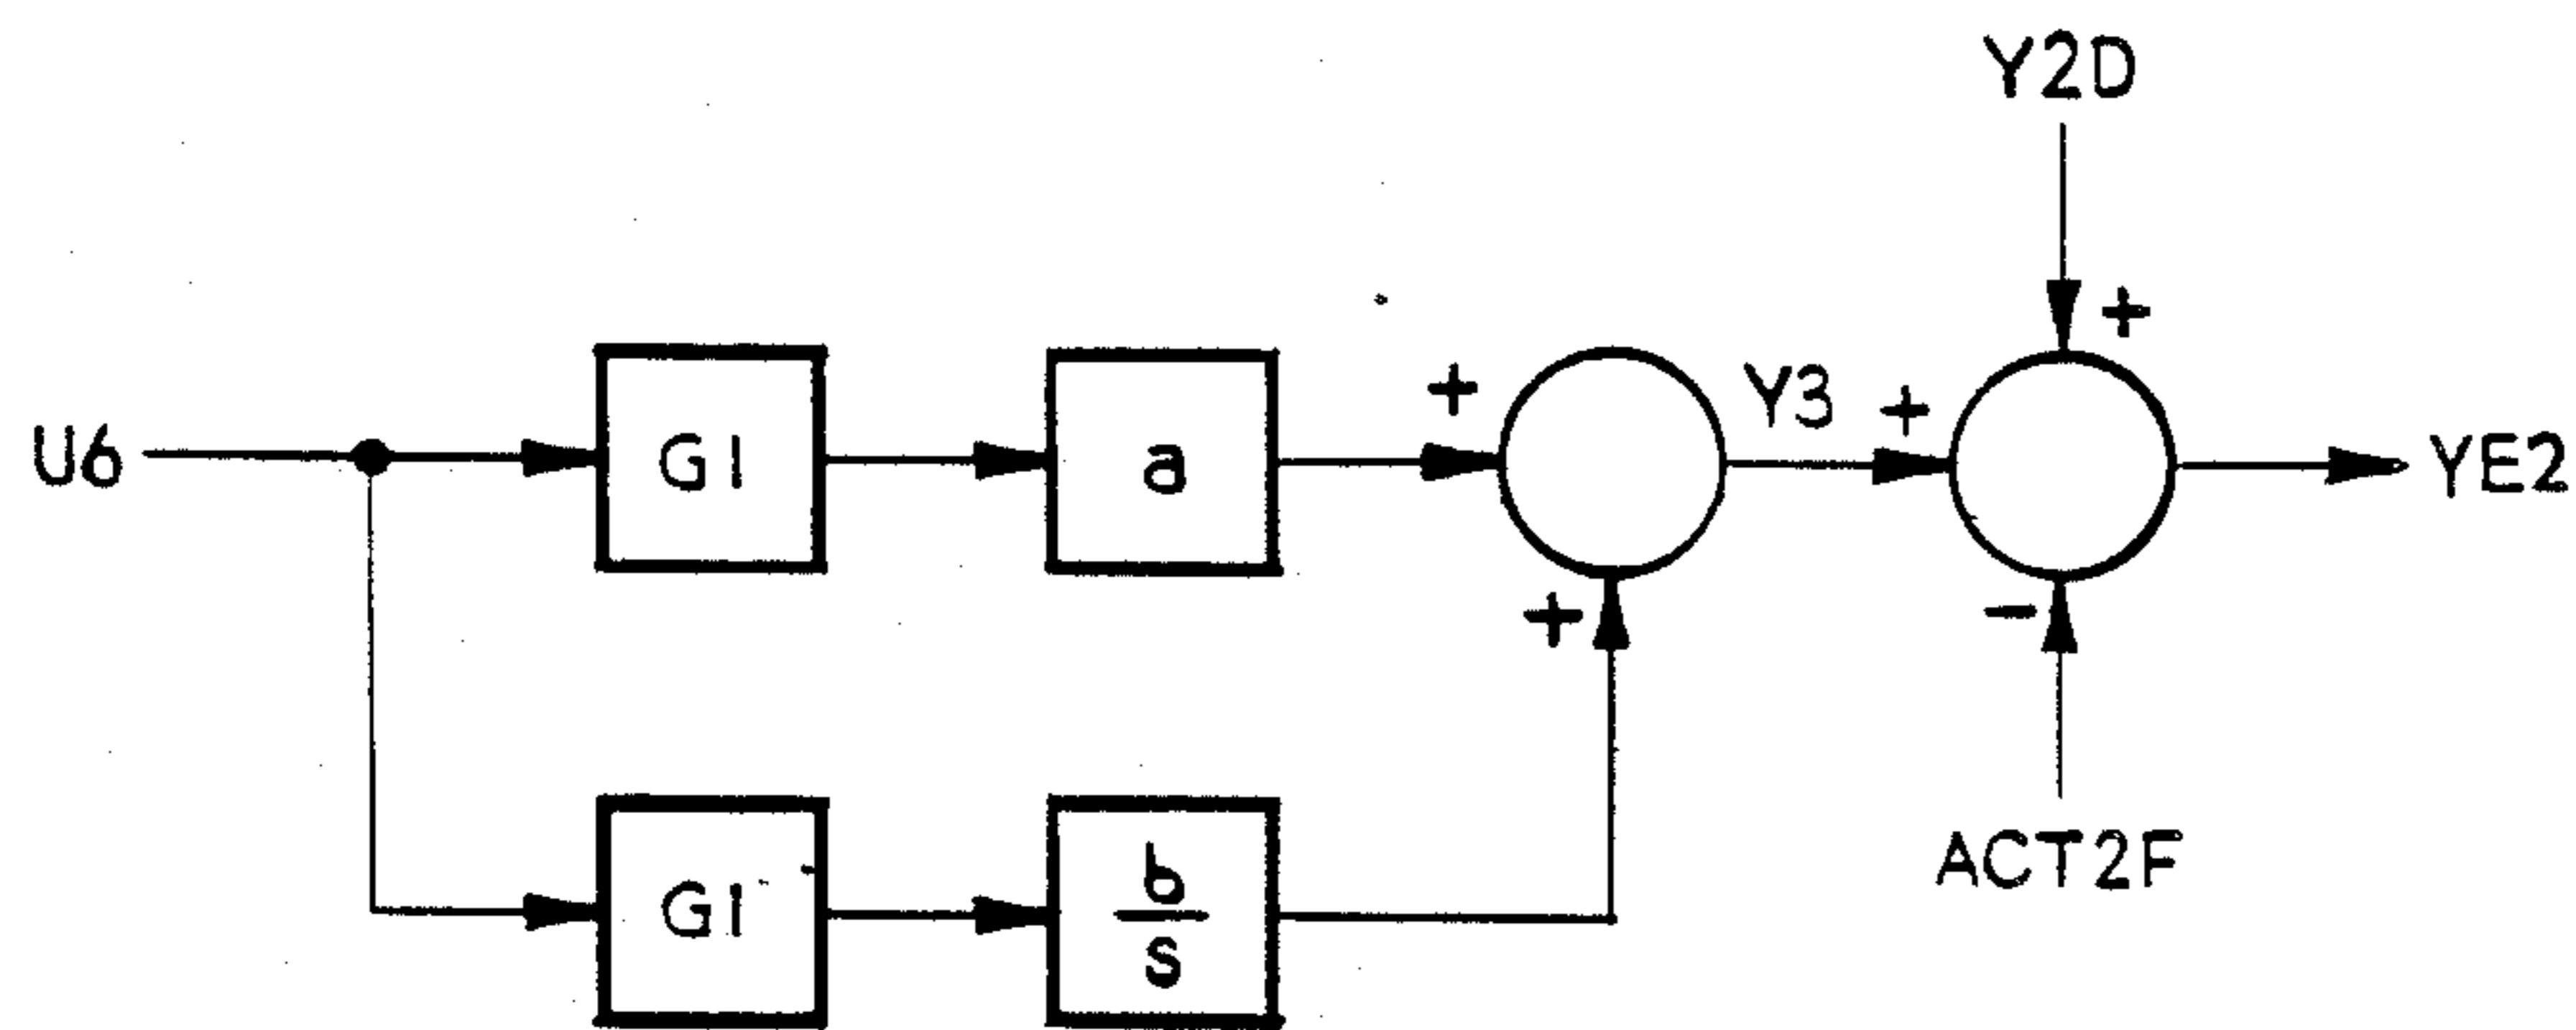 Y2D
+
U6
G1
a
+
Y3
+
YE2
+
-
G1
b
s
ACT2F